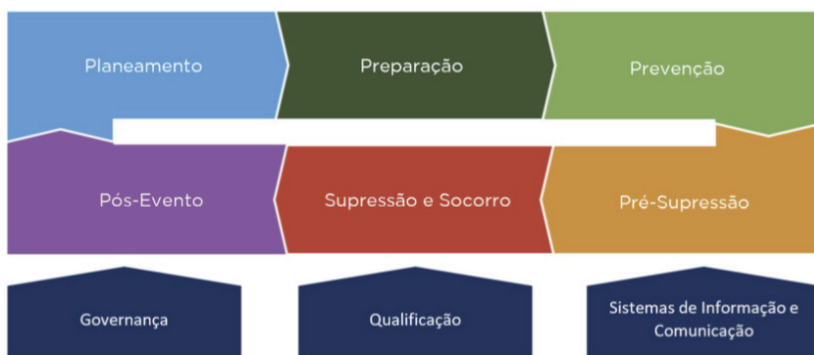 Planeamento
Preparação
Prevenção
Pós-Evento
Supressão e Socorro
Pré-Supressão
Governança
Qualificação
Sistemas de Informação e
Comunicação